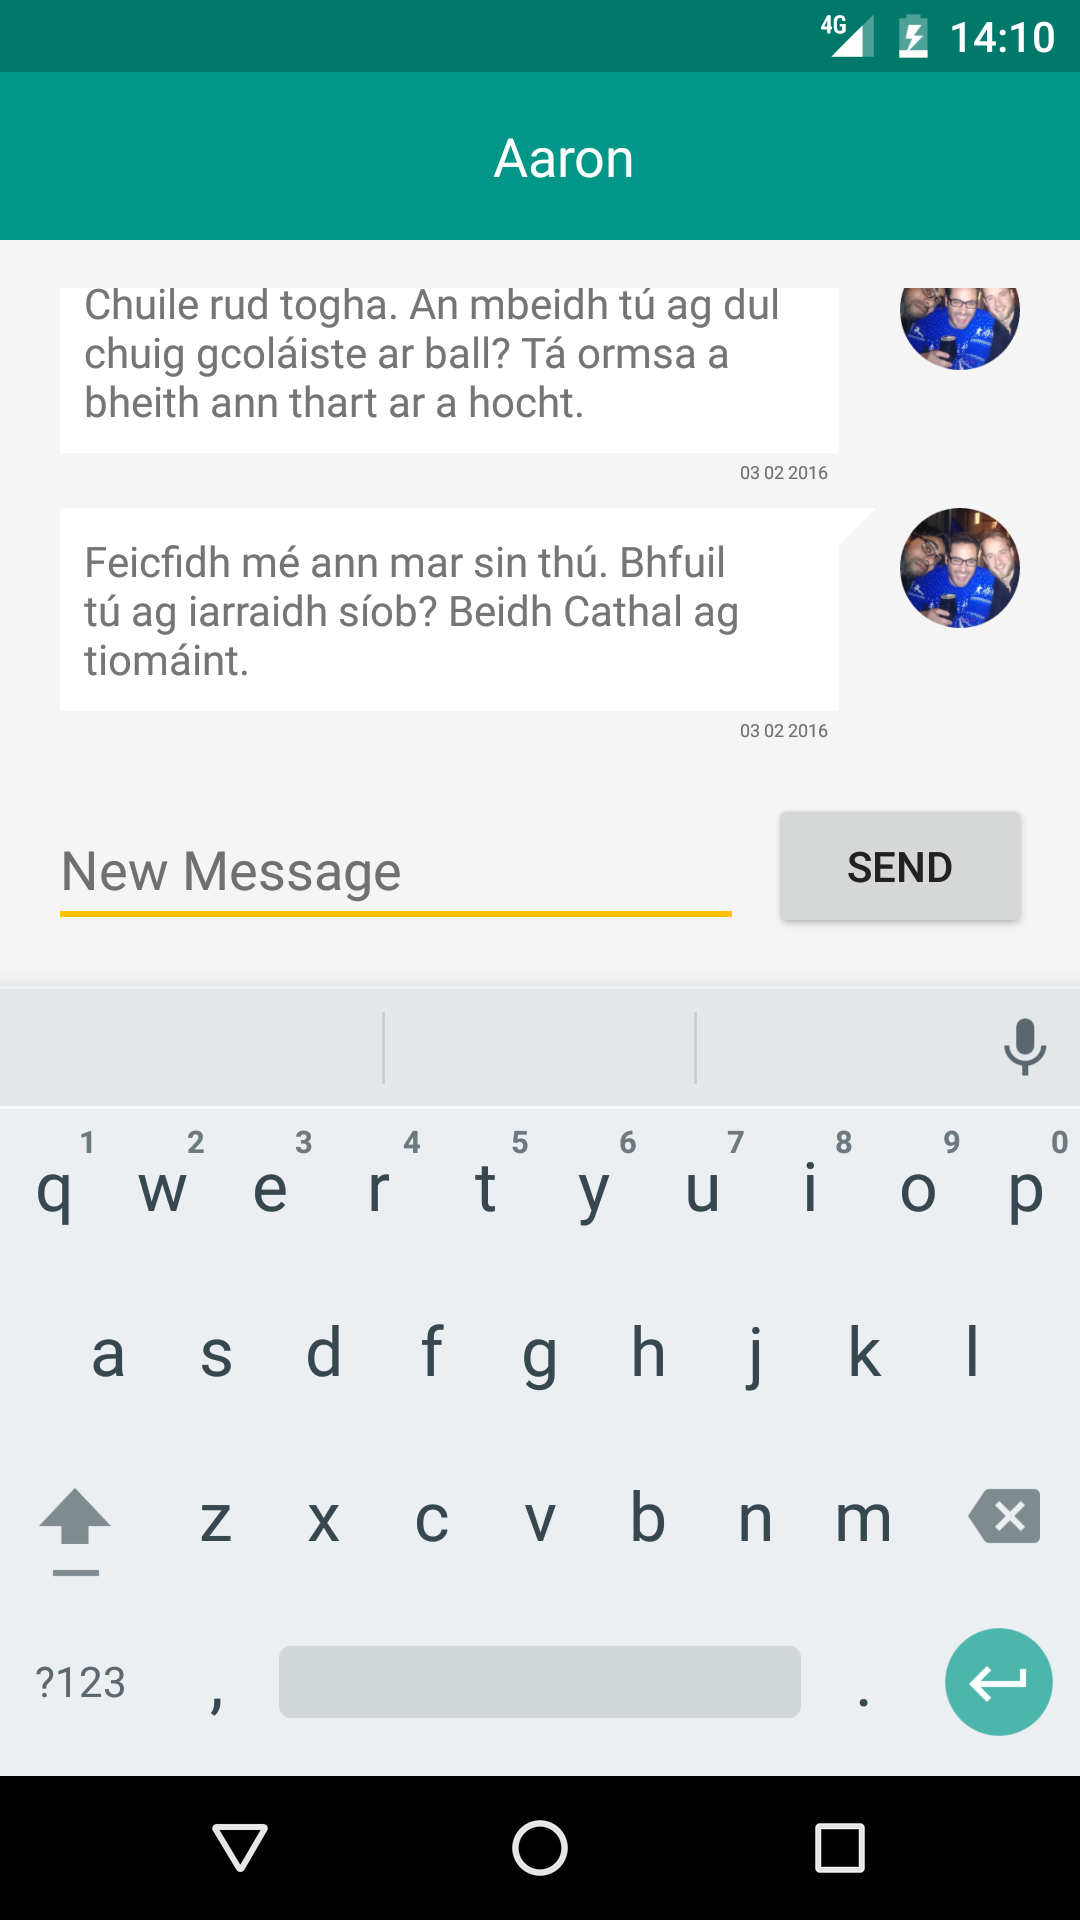 4G 14:10
Aaron
Chuile rud togha. An mbeidh tú ag dul
chuig gcoláiste ar ball? Tá ormsa a
bheith ann thart ar a hocht.
03 02 2016
Feicfidh mé ann mar sin thú. Bhfuil
tú ag iarraidh síob? Beidh Cathal ag
tiomáint.
03 02 2016
New Message
SEND
1 2 3 4 5 6 7 8 9 0
q w e r t y u i o p
a s d f g h j k l
z x c v b n m
?123 , .